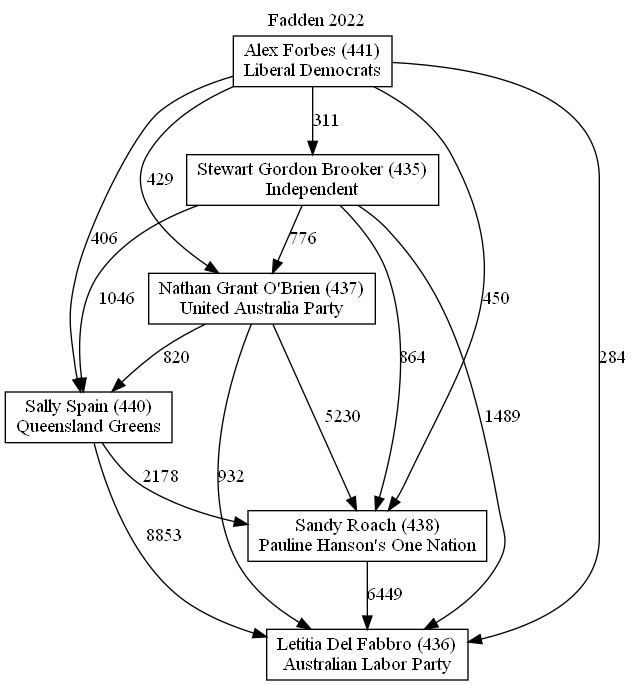 Fadden 2022
Alex Forbes (441)
Liberal Democrats
311
Stewart Gordon Brooker (435)
Independent
429
406
776
1046
Nathan Grant O'Brien (437)
United Australia Party
450
820
864
284
Sally Spain (440)
Queensland Greens
5230
1489
2178
932
8853
Sandy Roach (438)
Pauline Hanson's One Nation
6449
Letitia Del Fabbro (436)
Australian Labor Party